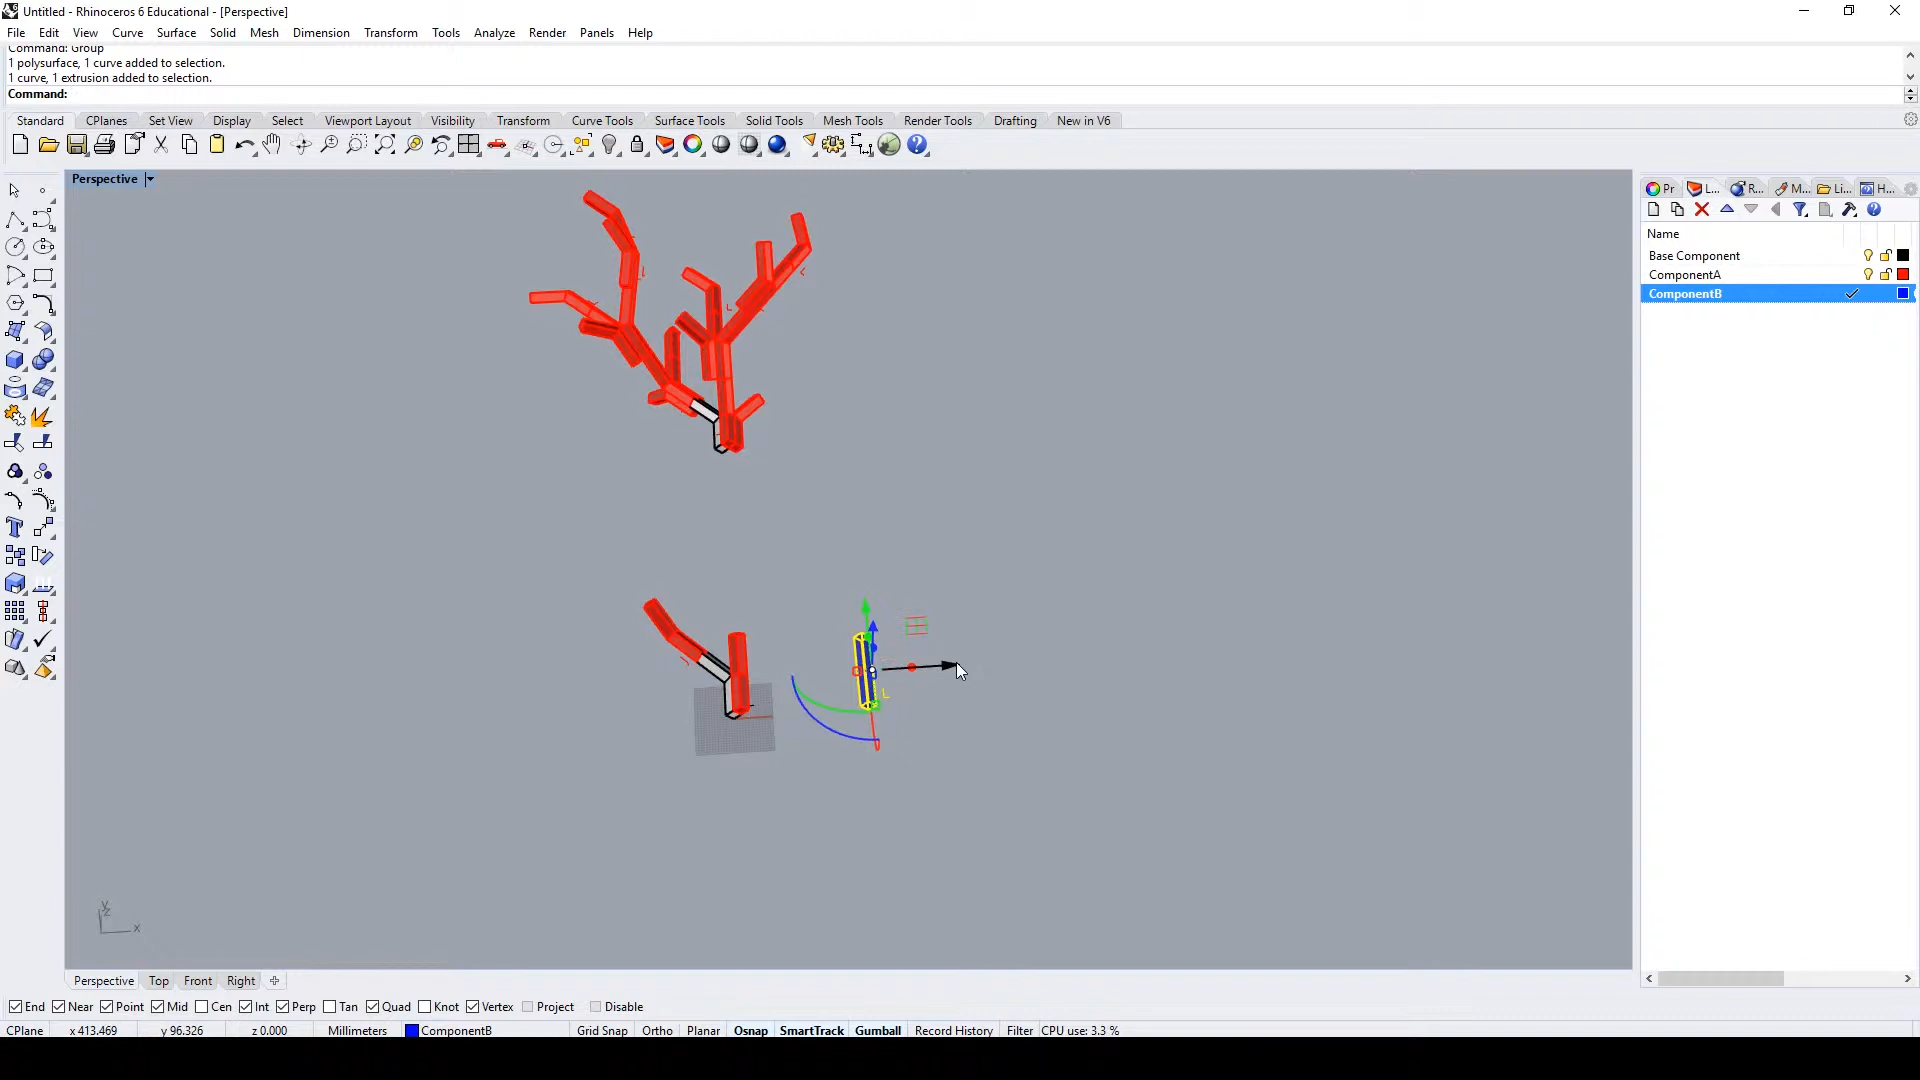 Untitled - Rhinoceros 6 Educational - [Perspective]
File Edit View Curve Surface Solid Mesh Dimension Transform Tools Analyze Render Panels Help
Command: Group
1 polysurface, 1 curve added to selection.
1 curve, 1 extrusion added to selection.
Command:
Standard CPlanes Set View Display Select Viewport Layout Visibility Transform Curve Tools Surface Tools Solid Tools Mesh Tools Render Tools Drafting New in V6
Perspective
Pr L... R... M... Li... H...
Name
Base Component
ComponentA
ComponentB
y
z
x
Perspective Top Front Right
End Near Point Mid Cen Int Perp Tan Quad Knot Vertex Project Disable
CPlane x 413.469 y 96.326 z 0.000 Millimeters ComponentB Grid Snap Ortho Planar Osnap SmartTrack Gumball Record History Filter CPU use: 3.3 %